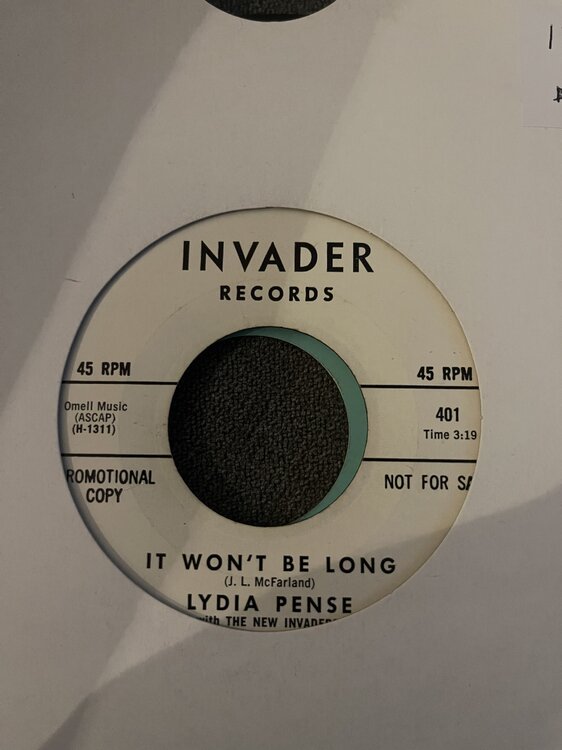 INVADER
RECORDS
45 RPM
45 RPM
Omell Music
(ASCAP)
(H-1311)
401
Time 3:19
ROMOTIONAL
COPY
NOT FOR SA
IT WON'T BE LONG
(J. L. McFarland)
LYDIA PENSE
with THE NEW INVADER